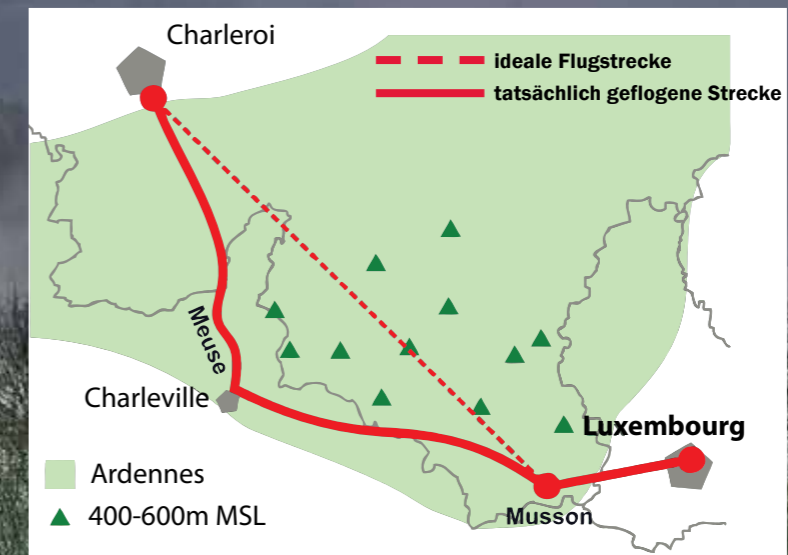 Charleroi
ideale Flugstrecke
tatsächlich geflogene Strecke
Meuse
Charleville
Luxembourg
Ardennes
Musson
400-600m MSL